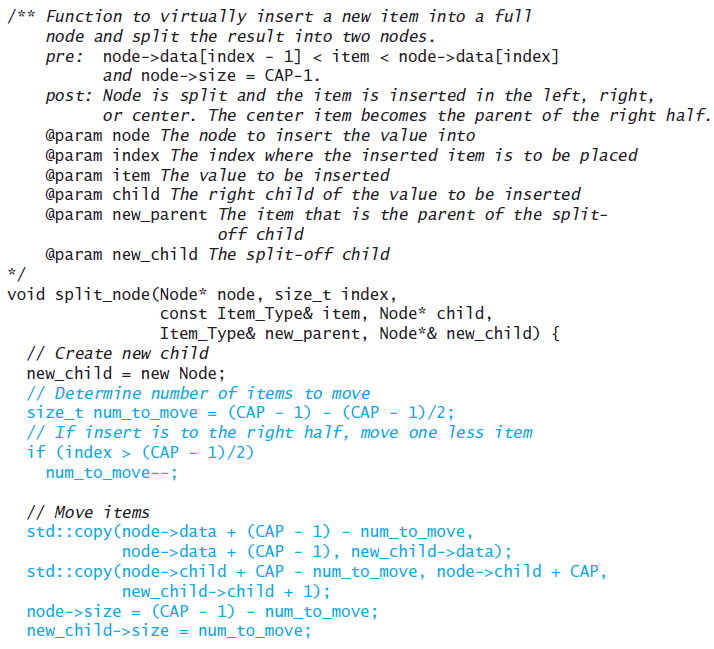 /** Function to virtually insert a new item into a full
    node and split the result into two nodes.
    pre:  node->data[index - 1] < item < node->data[index]
          and node->size = CAP-1.
    post: Node is split and the item is inserted in the left, right,
          or center. The center item becomes the parent of the right half.
    @param node The node to insert the value into
    @param index The index where the inserted item is to be placed
    @param item The value to be inserted
    @param child The right child of the value to be inserted
    @param new_parent The item that is the parent of the split-
                      off child
    @param new_child The split-off child
*/
void split_node(Node* node, size_t index,
                const Item_Type& item, Node* child,
                Item_Type& new_parent, Node*& new_child) {
  // Create new child
  new_child = new Node;
  // Determine number of items to move
  size_t num_to_move = (CAP - 1) - (CAP - 1)/2;
  // If insert is to the right half, move one less item
  if (index > (CAP - 1)/2)
    num_to_move--;

  // Move items
  std::copy(node->data + (CAP - 1) - num_to_move,
            node->data + (CAP - 1), new_child->data);
  std::copy(node->child + CAP - num_to_move, node->child + CAP,
            new_child->child + 1);
  node->size = (CAP - 1) - num_to_move;
  new_child->size = num_to_move;